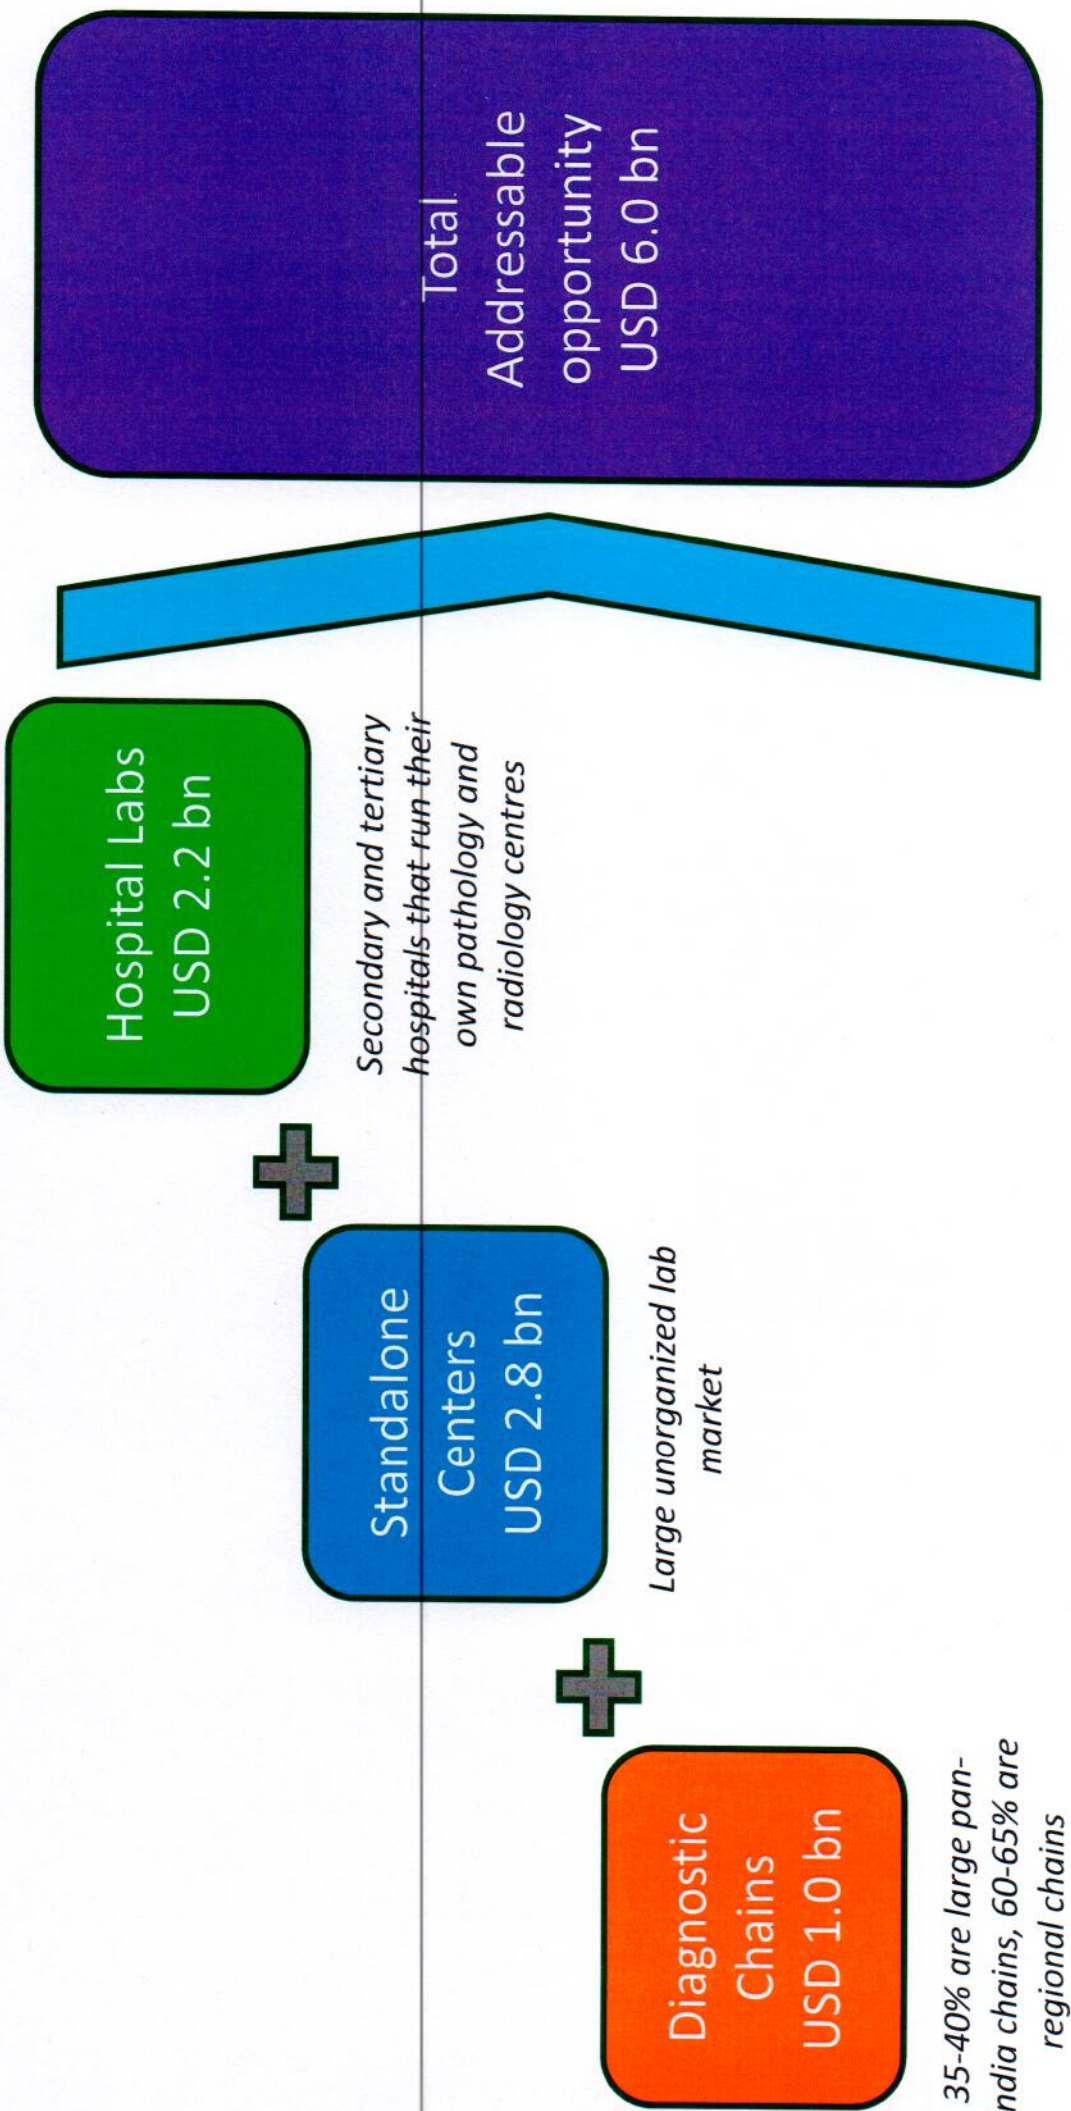 Diagnostic
Chains
USD 1.0 bn
35-40% are large pan-
ndia chains, 60-65% are
regional chains
Standalone
Centers
USD 2.8 bn
Large unorganized lab
market
Hospital Labs
USD 2.2 bn
Secondary and tertiary
hospitals that run their
own pathology and
radiology centres
Total
Addressable
opportunity
USD 6.0 bn